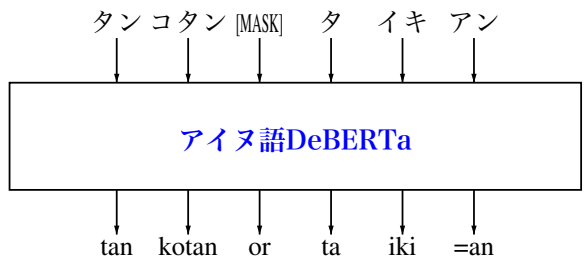 タン コタン [MASK] タ イキ アン
アイヌ語DeBERTa
tan kotan or ta iki =an